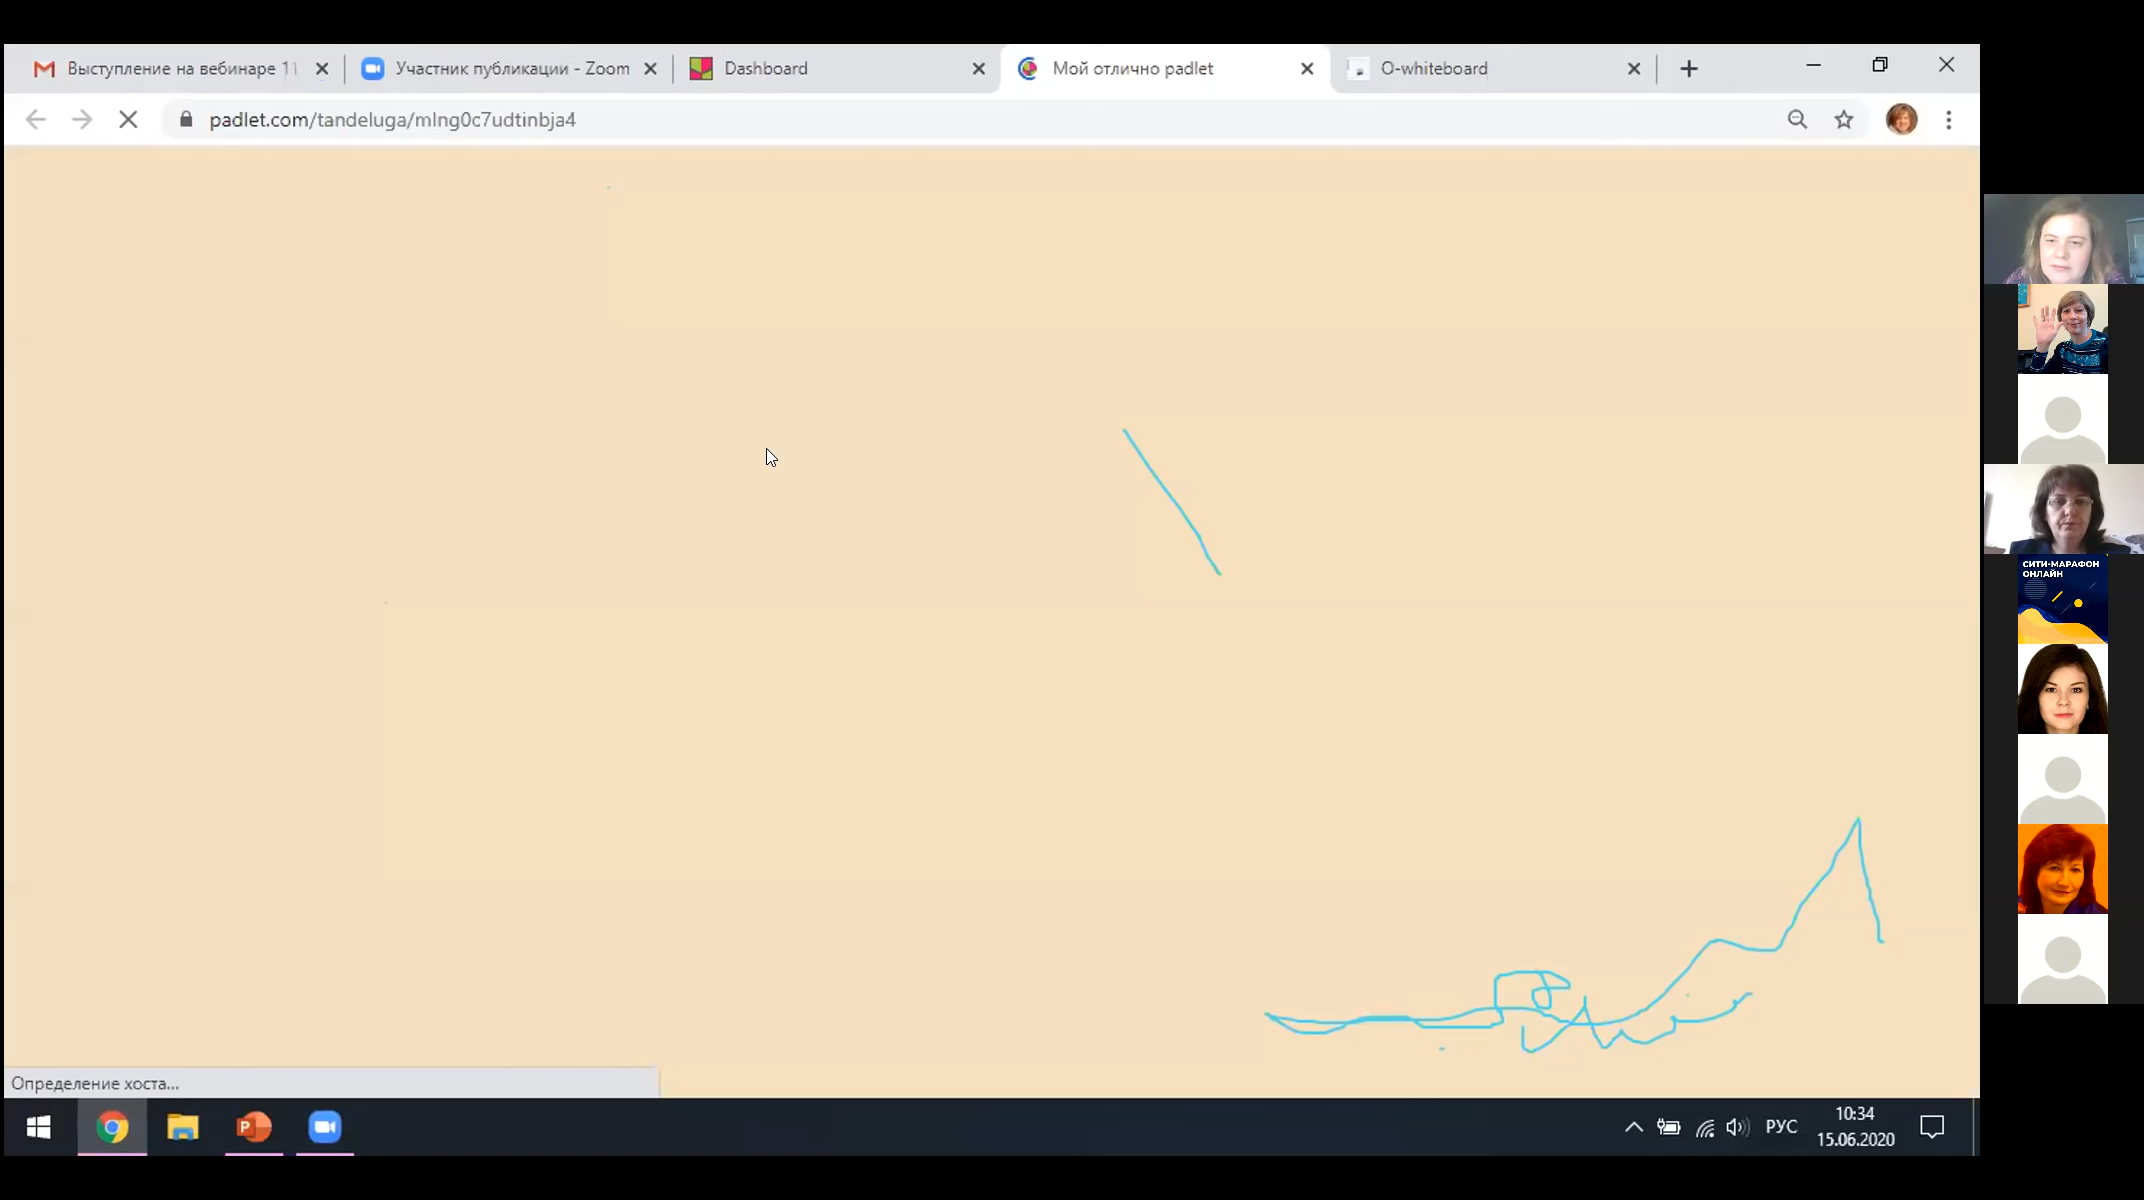 Выступление на вебинаре 11
Участник публикации - Zoom
Dashboard
Мой отлично padlet
O-whiteboard
padlet.com/tandeluga/mlng0c7udtinbja4
СИТИ-МАРАФОН
ОНЛАЙН
Определение хоста...
РУС
10:34
15.06.2020